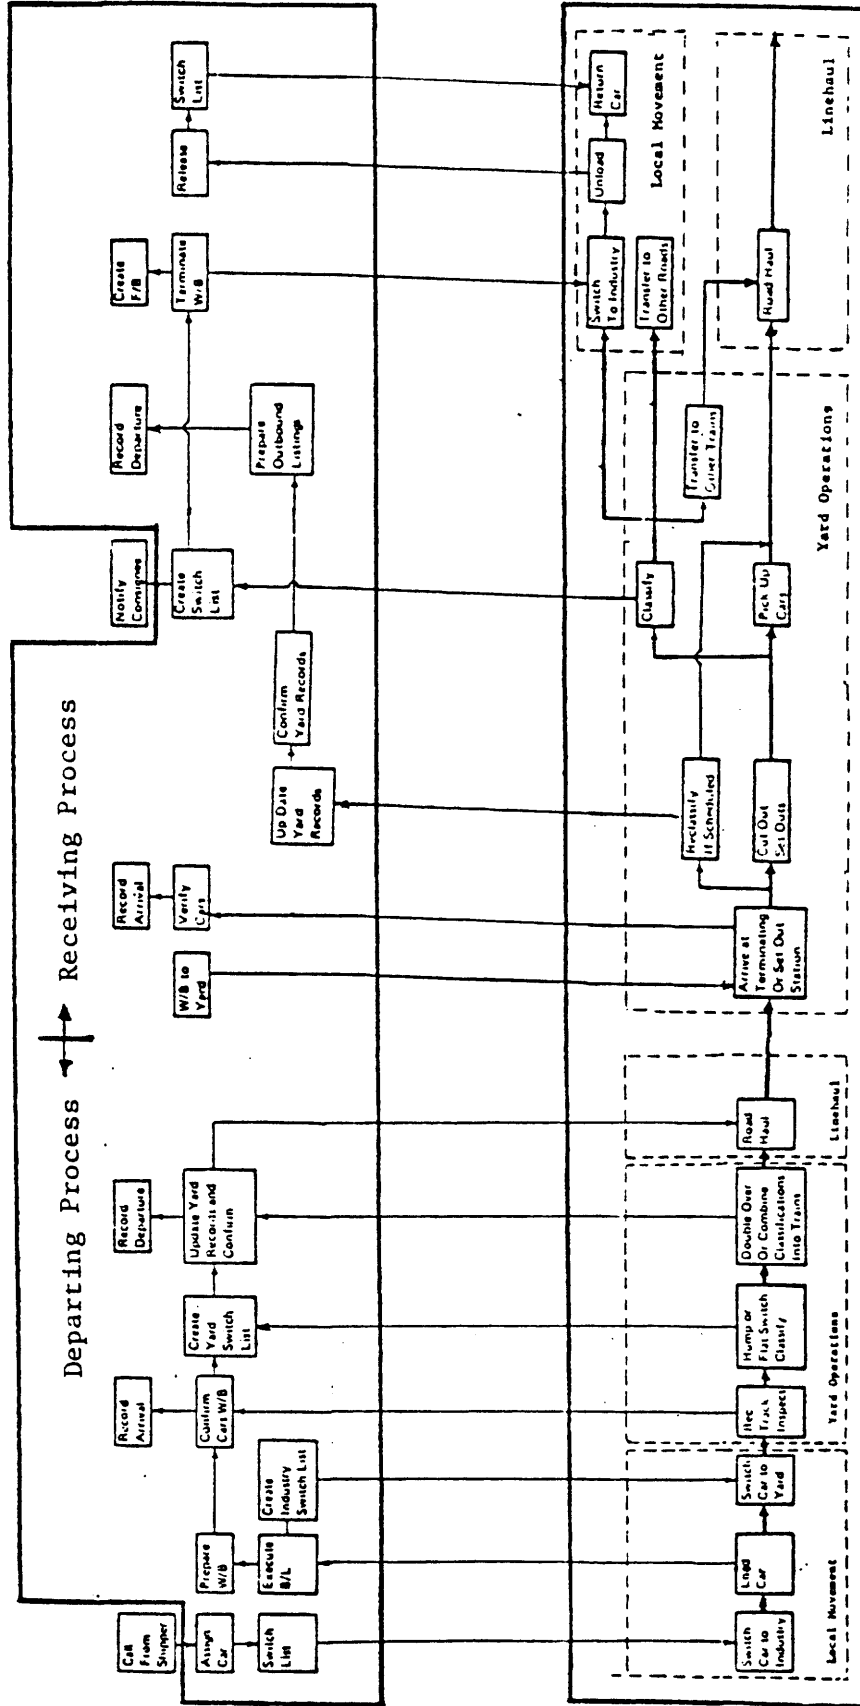 Departing Process
Receiving Process
Call
From
Shipper
Assign
Car
Switch
List
Prepare
W/B
Execute
B/L
Create
Industry
Switch List
Record
Arrival
Confirm
Cars W/B
Create
Yard
Switch
List
Record
Departure
Update Yard
Records and
Confirm
W/B to
Yard
Record
Arrival
Verify
Cars
Up Date
Yard
Records
Confirm
Yard Records
Notify
Consignee
Create
Switch
List
Record
Departure
Prepare
Outbound
Listings
Create
F/B
Terminate
W/B
Release
Switch
List
Switch
Car to
Industry
Load
Car
Switch
Car to
Yard
Local Movement
Rec
Track
Inspect
Hump or
Flat Switch
Classify
Double Over
Or Combine
Classifications
Into Trains
Yard Operations
Road
Haul
Linehaul
Arrive at
Terminating
Or Set Out
Station
Reclassify
If Scheduled
Cut Out
Set Outs
Classify
Pick Up
Cars
Transfer to
Other Trains
Yard Operations
Switch
To Industry
Transfer to
Other Roads
Unload
Return
Car
Local Movement
Road Haul
Linehaul